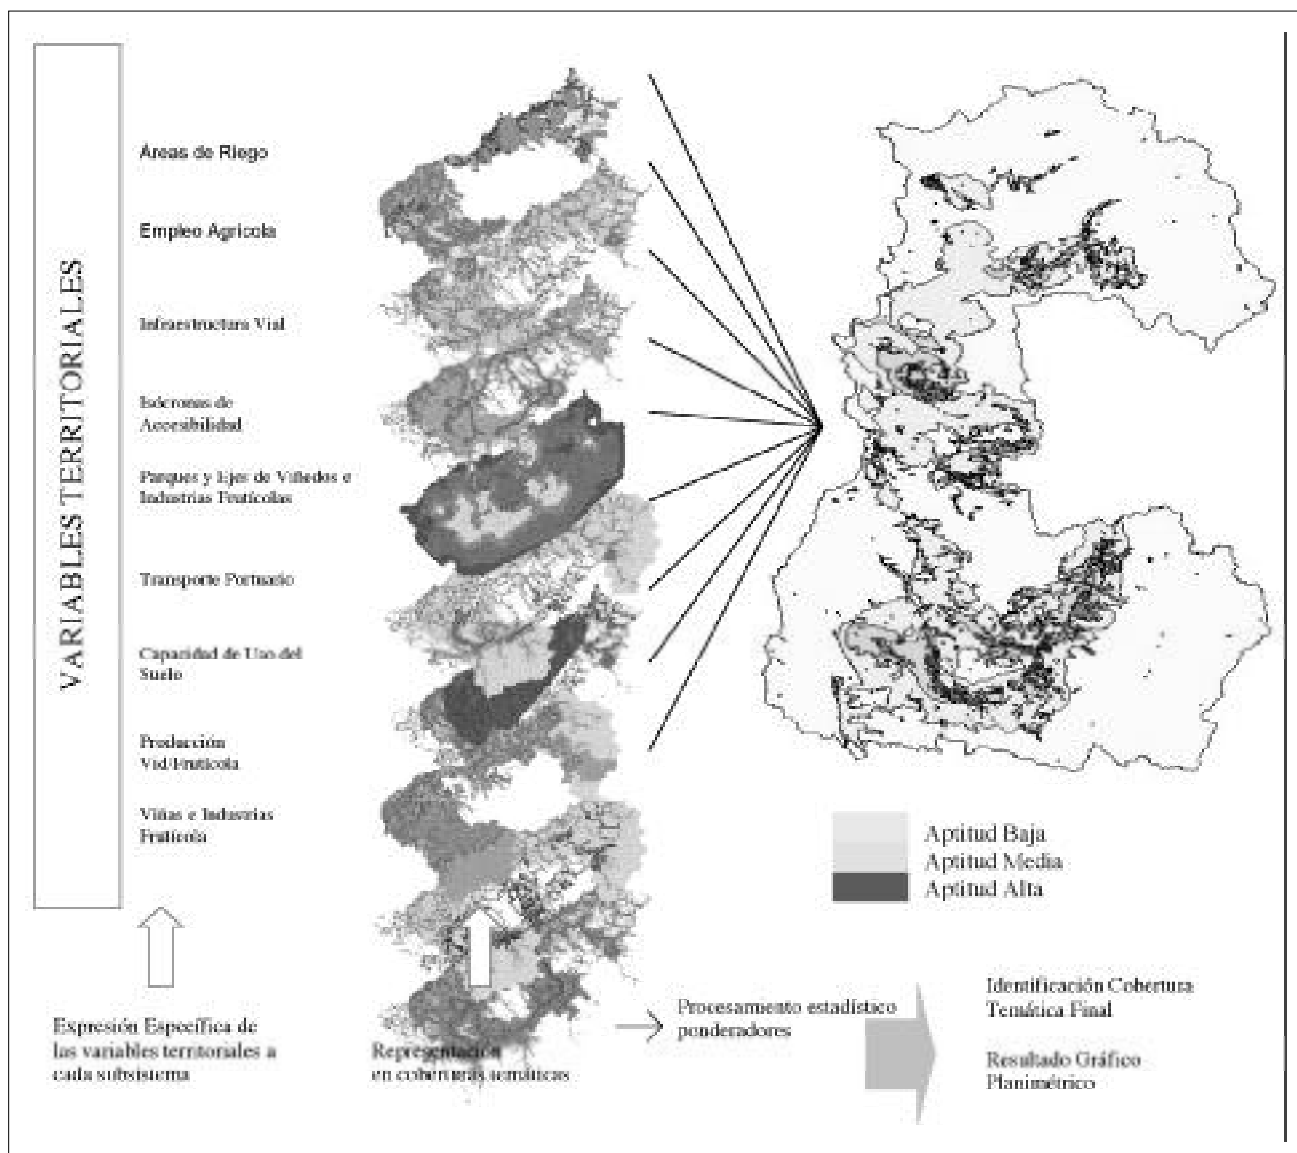 VARIABLES TERRITORIALES
Áreas de Riego
Empleo Agrícola
Infraestructura Vial
Isócronas de
Accesibilidad
Parques y Ejes de Viñedos e
Industrias Frutícolas
Transporte Portuario
Capacidad de Uso del
Suelo
Producción
Vid/Frutícola
Viñas e Industrias
Frutícola
Aptitud Baja
Aptitud Media
Aptitud Alta
Expresión Específica de
las variables territoriales a
cada subsistema
Representación
en coberturas temáticas
Procesamiento estadístico
ponderadores
Identificación Cobertura
Temática Final
Resultado Gráfico
Planimétrico